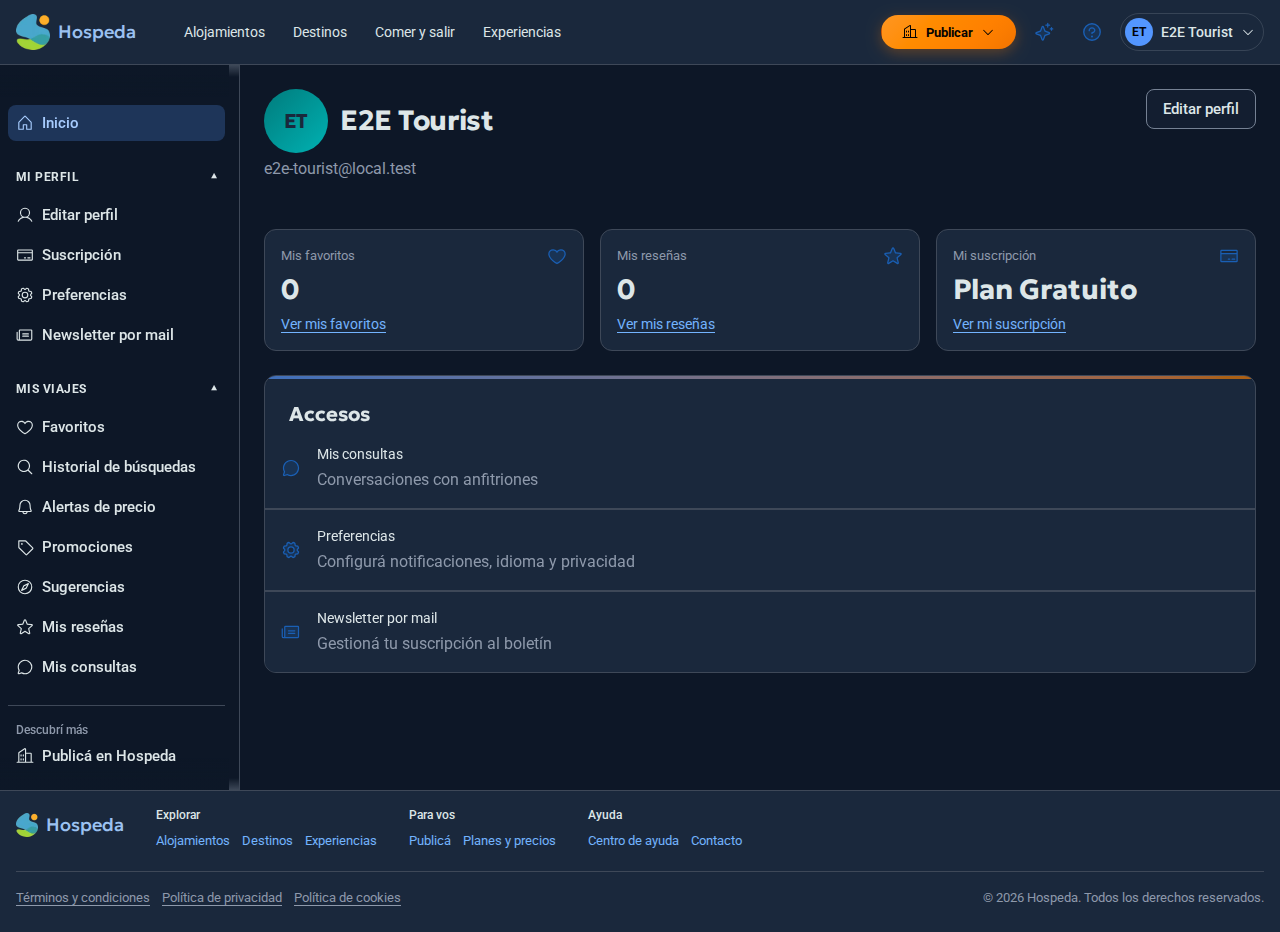 Hospeda
Alojamientos
Destinos
Comer y salir
Experiencias
Publicar
ET
E2E Tourist
Inicio
MI PERFIL
Editar perfil
Suscripción
Preferencias
Newsletter por mail
MIS VIAJES
Favoritos
Historial de búsquedas
Alertas de precio
Promociones
Sugerencias
Mis reseñas
Mis consultas
Descubrí más
Publicá en Hospeda
ET
E2E Tourist
e2e-tourist@local.test
Editar perfil
Mis favoritos
0
Ver mis favoritos
Mis reseñas
0
Ver mis reseñas
Mi suscripción
Plan Gratuito
Ver mi suscripción
Accesos
Mis consultas
Conversaciones con anfitriones
Preferencias
Configurá notificaciones, idioma y privacidad
Newsletter por mail
Gestioná tu suscripción al boletín
Hospeda
Explorar
Alojamientos Destinos Experiencias
Para vos
Publicá Planes y precios
Ayuda
Centro de ayuda Contacto
Términos y condiciones Política de privacidad Política de cookies
© 2026 Hospeda. Todos los derechos reservados.